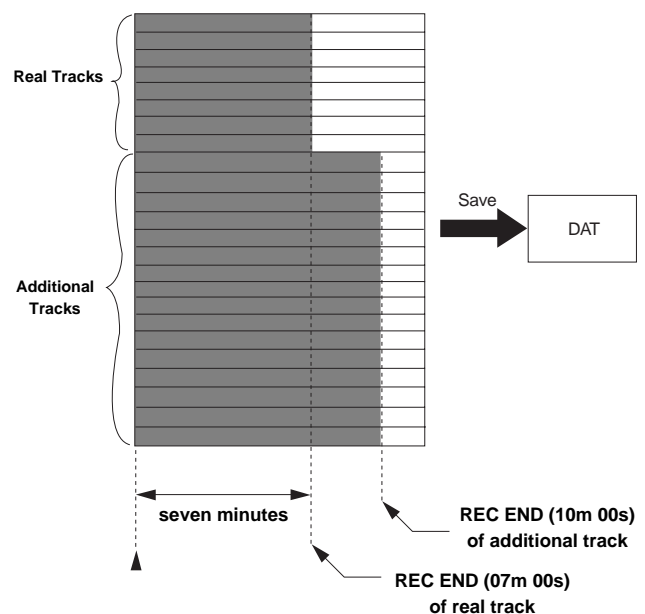 Real Tracks
Save
DAT
Additional
Tracks
seven minutes
REC END (10m 00s)
of additional track
REC END (07m 00s)
of real track